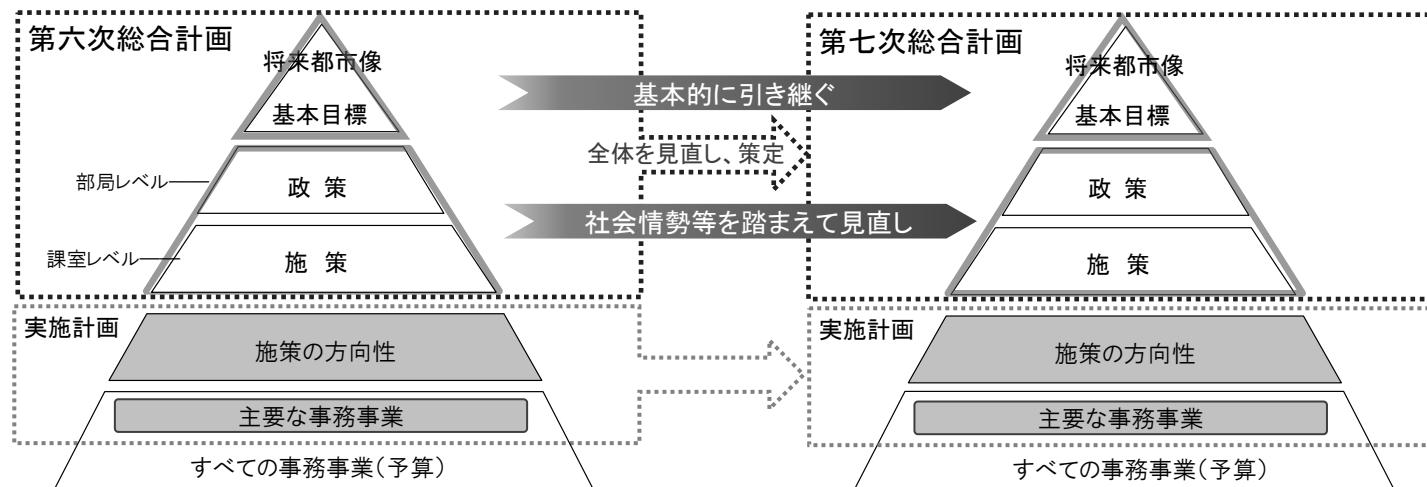 第六次総合計画
将来都市像
基本目標
部局レベル
政 策
課室レベル
施 策
実施計画
施策の方向性
主要な事務事業
すべての事務事業(予算)
基本的に引き継ぐ
全体を見直し、策定
社会情勢等を踏まえて見直し
第七次総合計画
将来都市像
基本目標
政 策
施 策
実施計画
施策の方向性
主要な事務事業
すべての事務事業(予算)